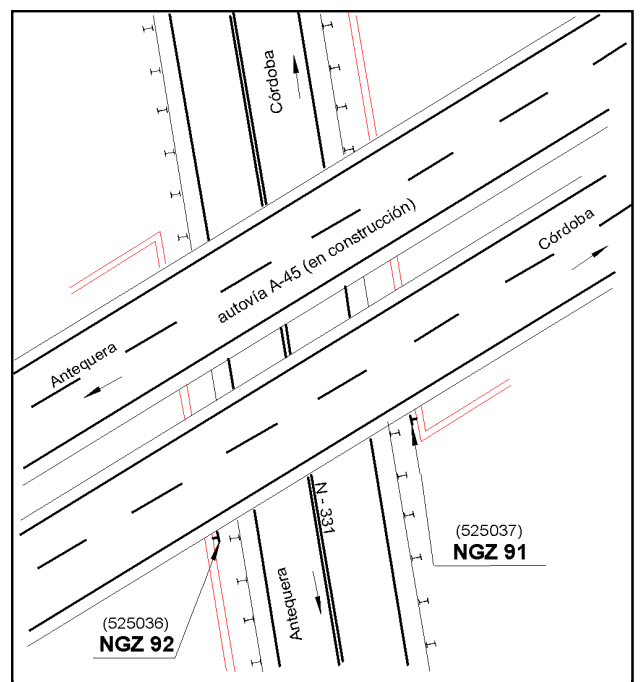 Córdoba
autovía A-45 (en construcción)
Córdoba
Antequera
N - 331
(525037)
NGZ 91
Antequera
(525036)
NGZ 92